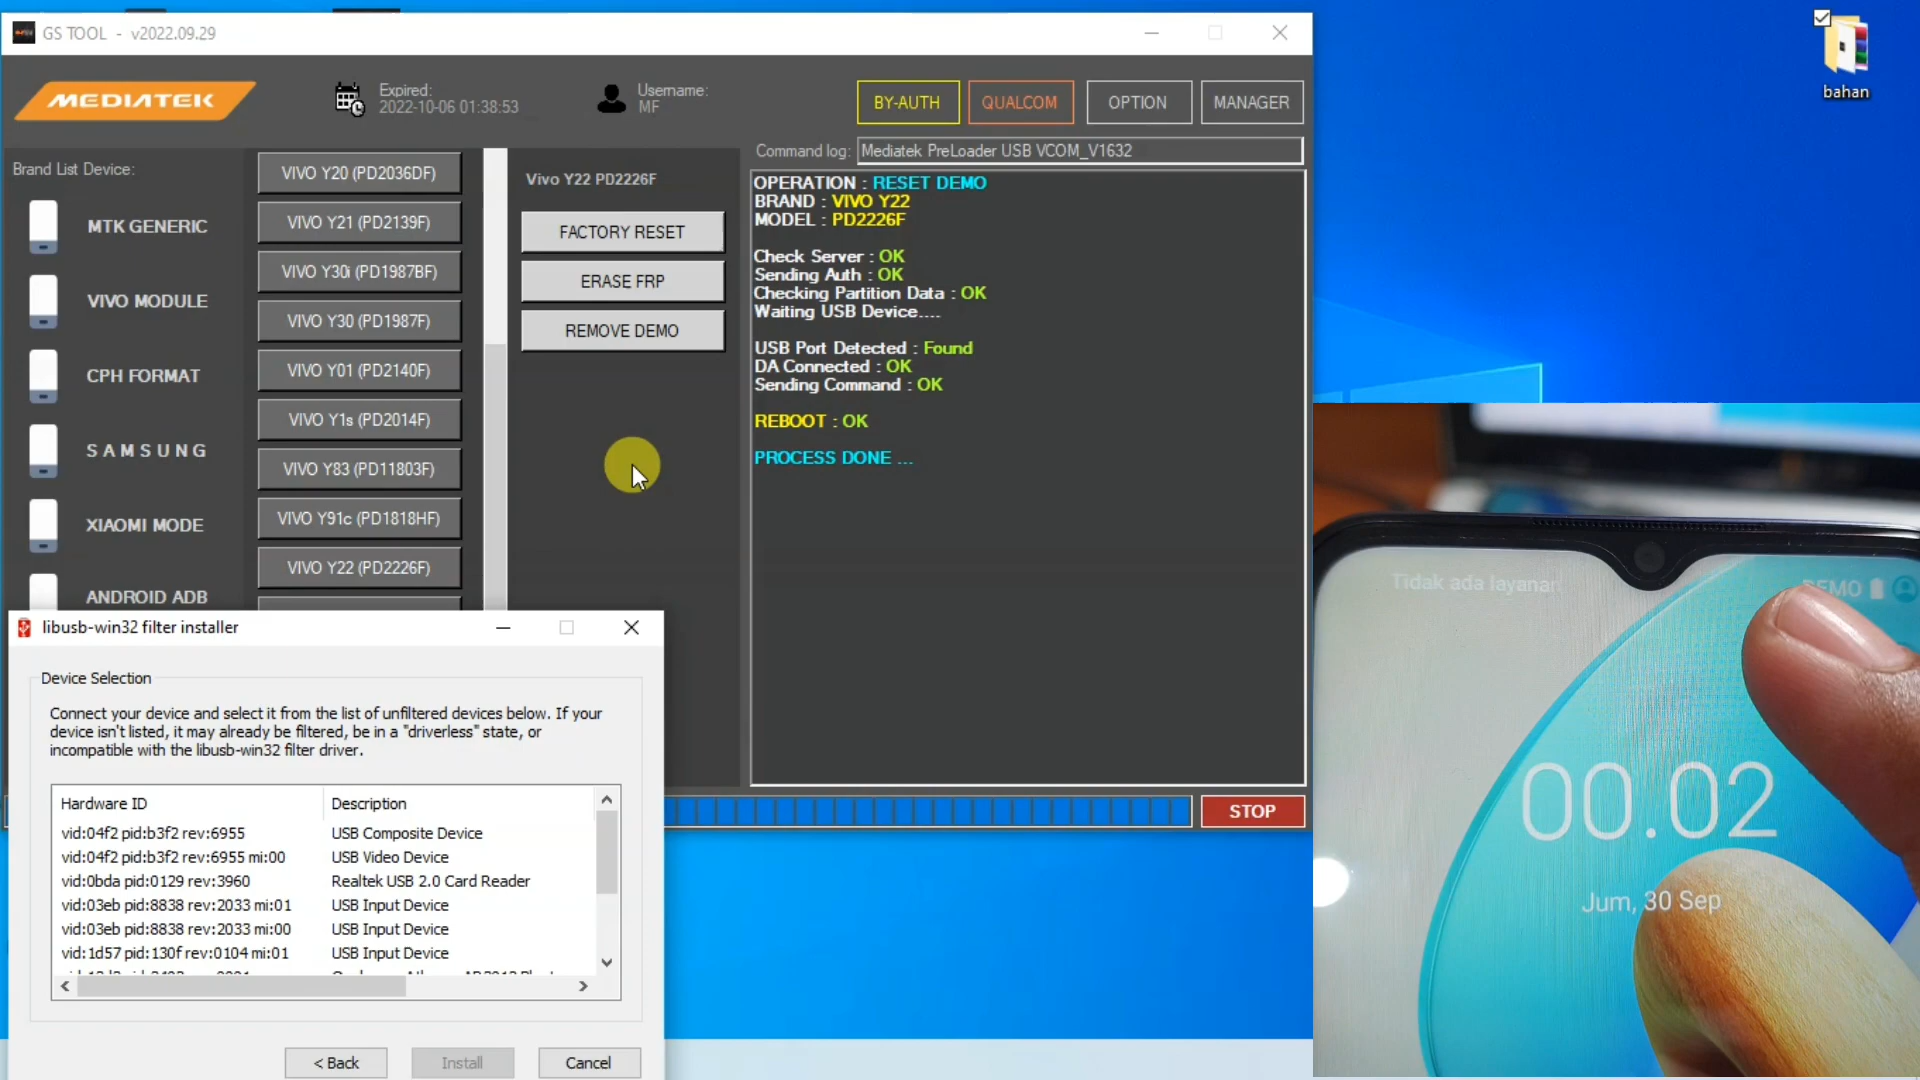 GS TOOL - v2022.09.29
MEDIATEK
Expired:
2022-10-06 01:38:53
Username:
MF
BY-AUTH
QUALCOM
OPTION
MANAGER
Command log:
Mediatek PreLoader USB VCOM_V1632
Brand List Device:
MTK GENERIC
VIVO MODULE
CPH FORMAT
SAMSUNG
XIAOMI MODE
ANDROID ADB
VIVO Y20 (PD2036DF)
VIVO Y21 (PD2139F)
VIVO Y30i (PD1987BF)
VIVO Y30 (PD1987F)
VIVO Y01 (PD2140F)
VIVO Y1s (PD2014F)
VIVO Y83 (PD11803F)
VIVO Y91c (PD1818HF)
VIVO Y22 (PD2226F)
Vivo Y22 PD2226F
FACTORY RESET
ERASE FRP
REMOVE DEMO
OPERATION : RESET DEMO
BRAND : VIVO Y22
MODEL : PD2226F
Check Server : OK
Sending Auth : OK
Checking Partition Data : OK
Waiting USB Device....
USB Port Detected : Found
DA Connected : OK
Sending Command : OK
REBOOT : OK
PROCESS DONE ...
STOP
libusb-win32 filter installer
Device Selection
Connect your device and select it from the list of unfiltered devices below. If your
device isn't listed, it may already be filtered, be in a "driverless" state, or
incompatible with the libusb-win32 filter driver.
Hardware ID Description
vid:04f2 pid:b3f2 rev:6955 USB Composite Device
vid:04f2 pid:b3f2 rev:6955 mi:00 USB Video Device
vid:0bda pid:0129 rev:3960 Realtek USB 2.0 Card Reader
vid:03eb pid:8838 rev:2033 mi:01 USB Input Device
vid:03eb pid:8838 rev:2033 mi:00 USB Input Device
vid:1d57 pid:130f rev:0104 mi:01 USB Input Device
< Back
Install
Cancel
bahan
Tidak ada layanan
DEMO
00.02
Jum, 30 Sep